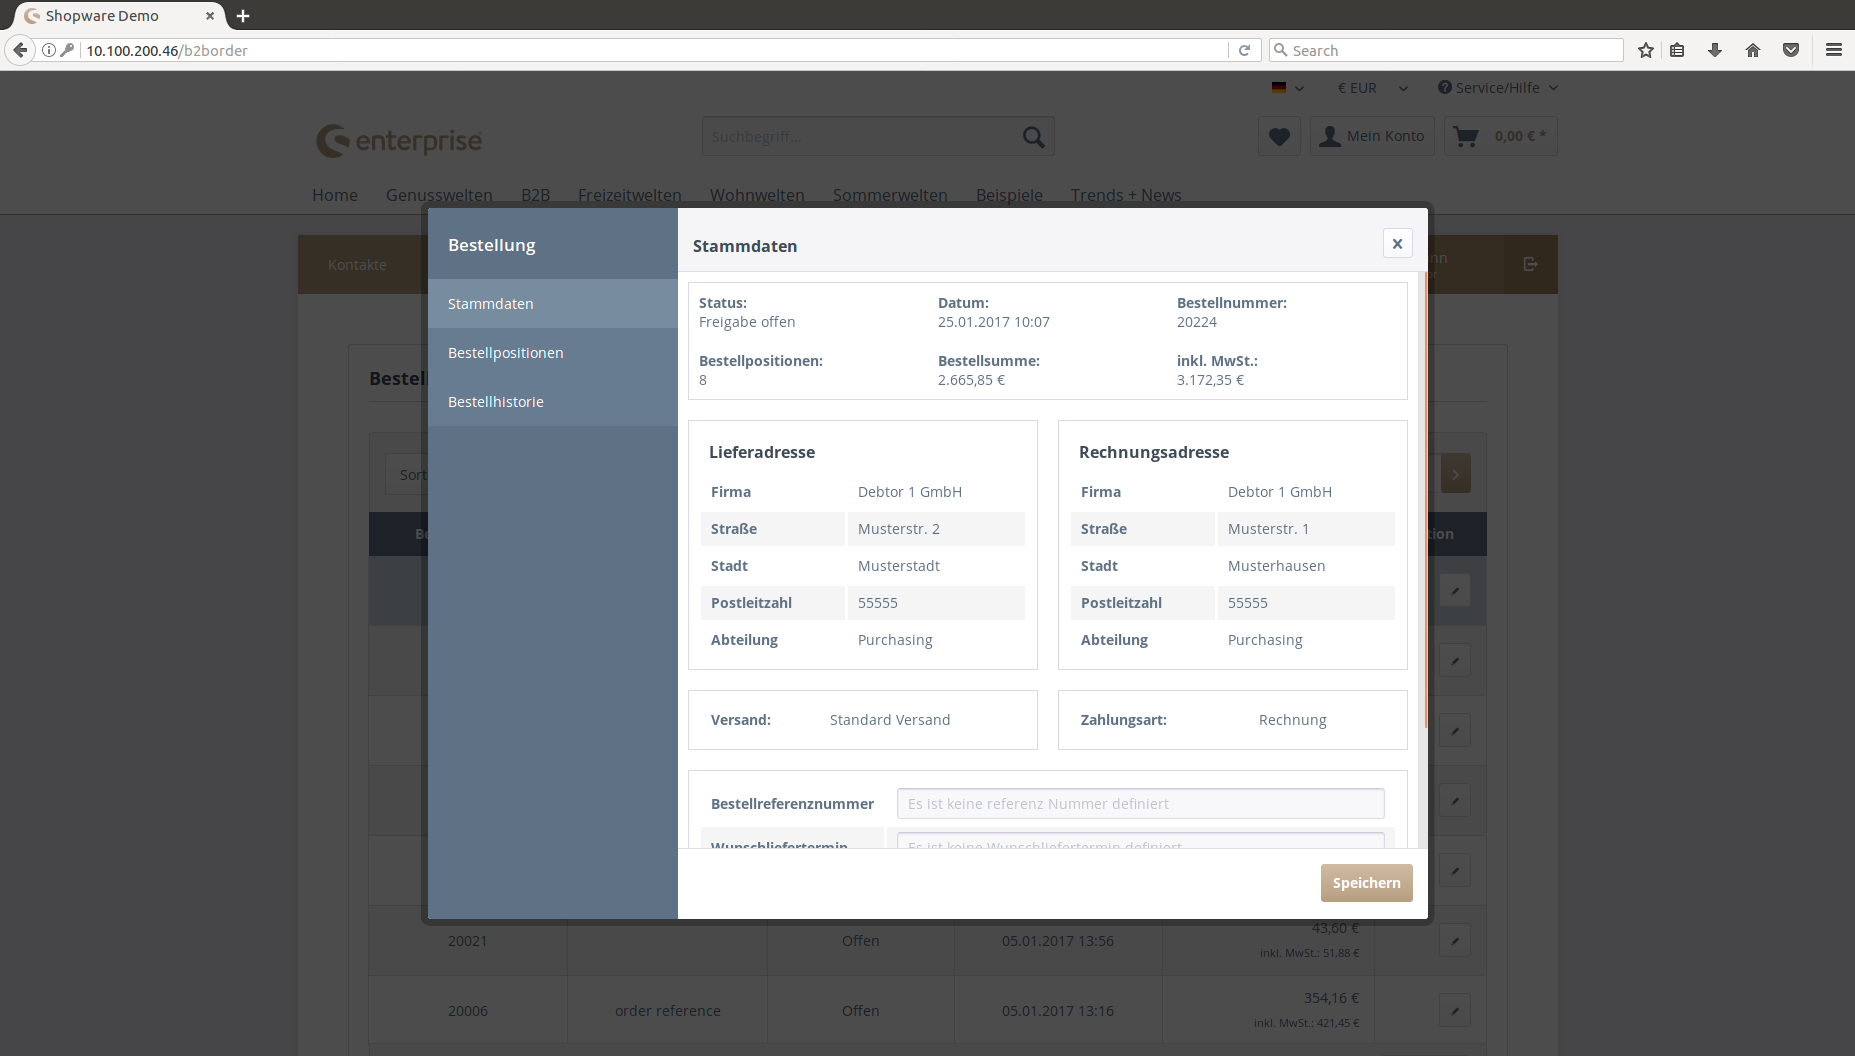 Shopware Demo
10.100.200.46/b2border
Search
€ EUR
Service/Hilfe
enterprise
Suchbegriff...
Mein Konto
0,00 € *
Home Genusswelten B2B Freizeitwelten Wohnwelten Sommerwelten Beispiele Trends + News
Kontakte
Bestellung
Stammdaten
Bestellpositionen
Bestellhistorie
Stammdaten
Status: Datum: Bestellnummer:
Freigabe offen 25.01.2017 10:07 20224
Bestellpositionen: Bestellsumme: inkl. MwSt.:
8 2.665,85 € 3.172,35 €
Lieferadresse
Firma Debtor 1 GmbH
Straße Musterstr. 2
Stadt Musterstadt
Postleitzahl 55555
Abteilung Purchasing
Rechnungsadresse
Firma Debtor 1 GmbH
Straße Musterstr. 1
Stadt Musterhausen
Postleitzahl 55555
Abteilung Purchasing
Versand: Standard Versand
Zahlungsart: Rechnung
Bestellreferenznummer Es ist keine referenz Nummer definiert
Wunschliefertermin Es ist keine Wunschliefertermin definiert
Speichern
20021 Offen 05.01.2017 13:56 43,60 €
inkl. MwSt.: 51,88 €
20006 order reference Offen 05.01.2017 13:16 354,16 €
inkl. MwSt.: 421,45 €